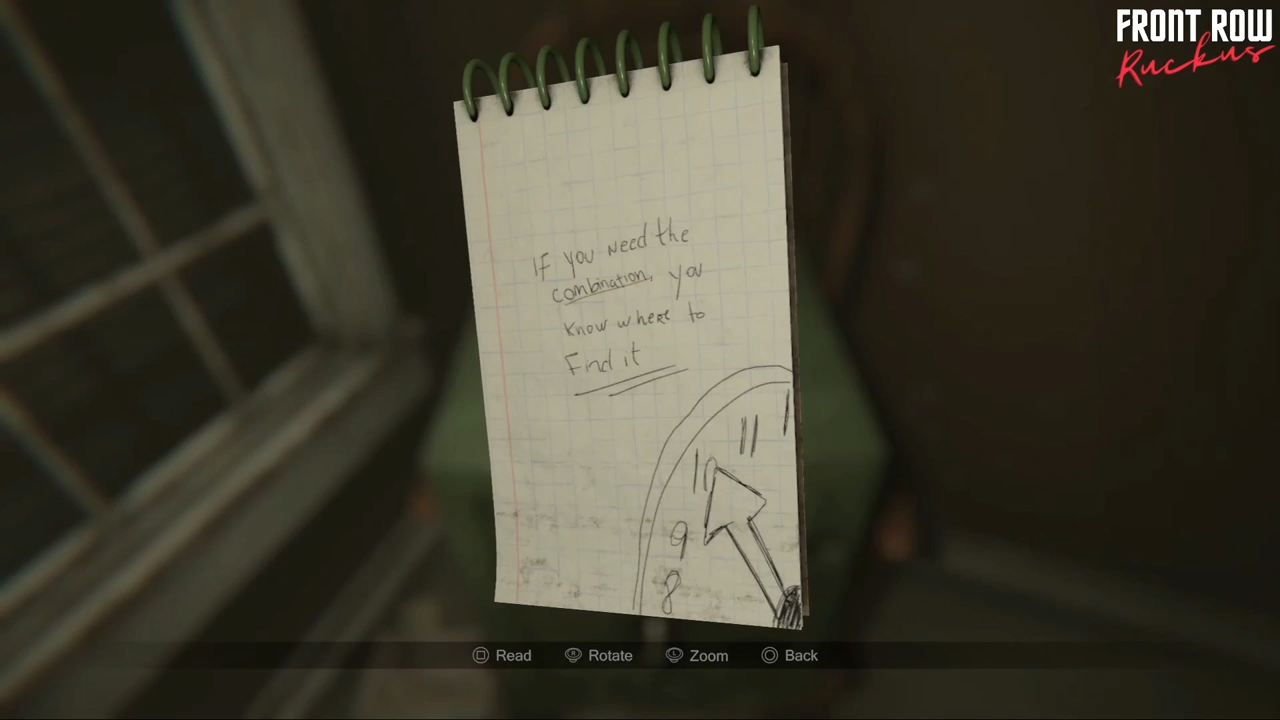 FRONT ROW
Ruckus
IF you need the
combination, you
know where to
Find it
11
1
10
9
8
Read
Rotate
Zoom
Back